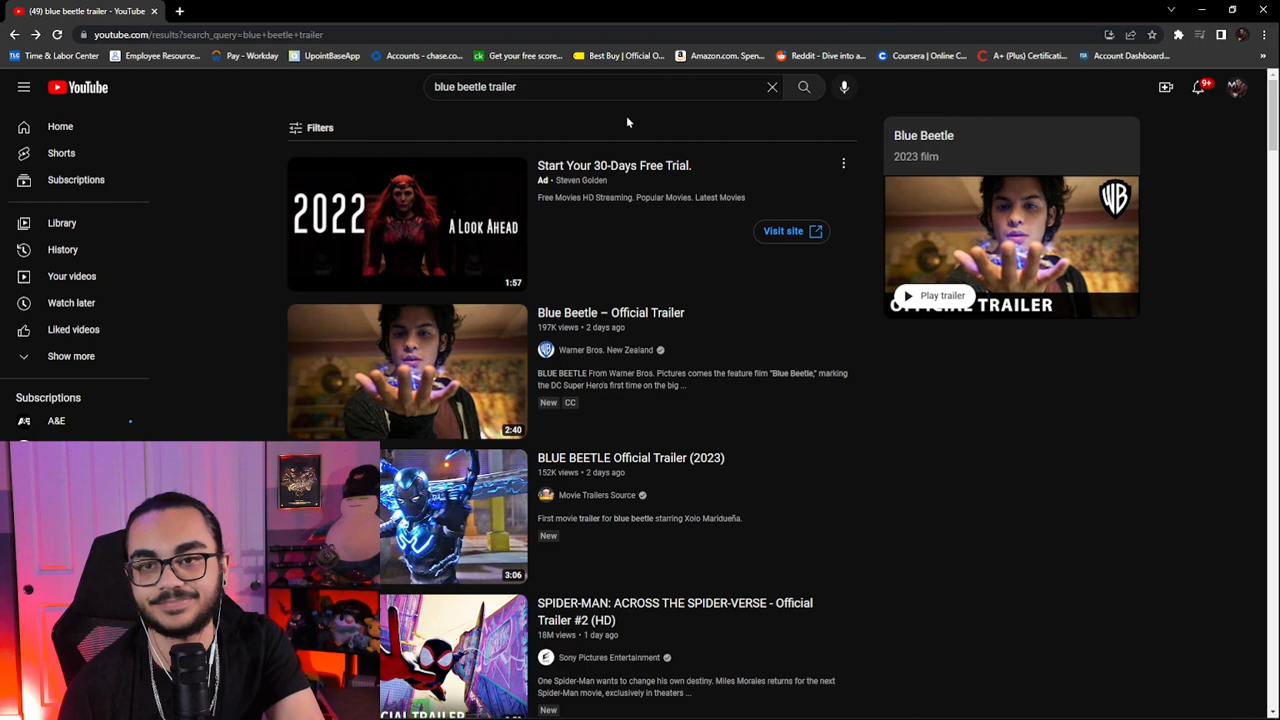 (49) blue beetle trailer - YouTube
youtube.com/results?search_query=blue+beetle+trailer
Time & Labor Center
Employee Resource...
Pay - Workday
UpointBaseApp
Accounts - chase.co...
Get your free score...
Best Buy | Official O...
Amazon.com. Spen...
Reddit - Dive into a...
Coursera | Online C...
A+ (Plus) Certificati...
Account Dashboard...
YouTube
blue beetle trailer
9+
Home
Shorts
Subscriptions
Library
History
Your videos
Watch later
Liked videos
Show more
Subscriptions
A&E
Filters
2022
A LOOK AHEAD
1:57
Start Your 30-Days Free Trial.
Ad • Steven Golden
Free Movies HD Streaming. Popular Movies. Latest Movies
Visit site
2:40
Blue Beetle – Official Trailer
197K views • 2 days ago
Warner Bros. New Zealand
BLUE BEETLE From Warner Bros. Pictures comes the feature film "Blue Beetle," marking
the DC Super Hero's first time on the big ...
New CC
3:06
BLUE BEETLE Official Trailer (2023)
152K views • 2 days ago
Movie Trailers Source
First movie trailer for blue beetle starring Xolo Maridueña.
New
SPIDER-MAN: ACROSS THE SPIDER-VERSE - Official
Trailer #2 (HD)
18M views • 1 day ago
Sony Pictures Entertainment
One Spider-Man wants to change his own destiny. Miles Morales returns for the next
Spider-Man movie, exclusively in theaters ...
New
Blue Beetle
2023 film
WB
Play trailer
TRAILER